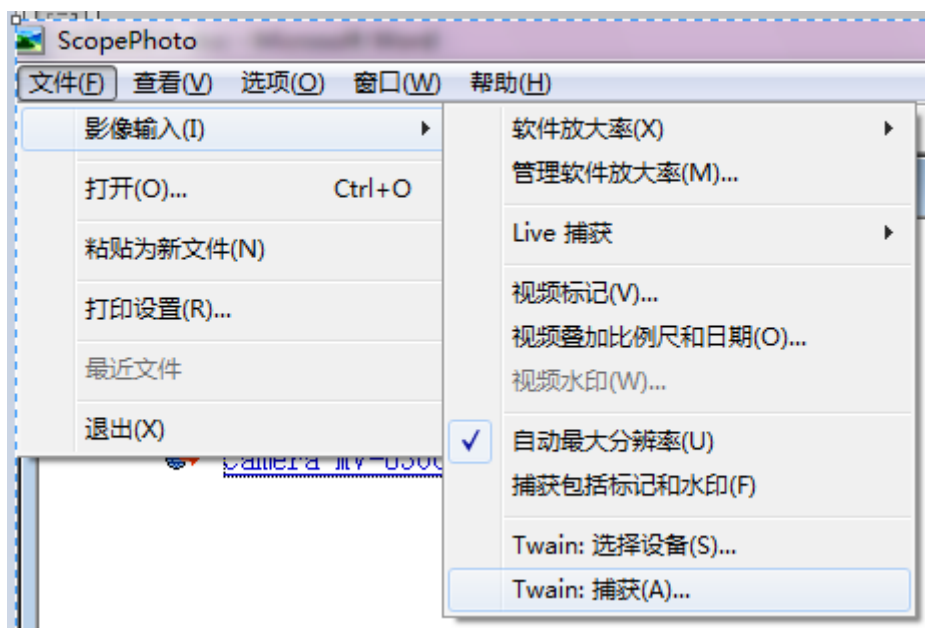 ScopePhoto
文件(F) 查看(V) 选项(O) 窗口(W) 帮助(H)
影像输入(I)
打开(O)... Ctrl+O
粘贴为新文件(N)
打印设置(R)...
最近文件
退出(X)
软件放大率(X)
管理软件放大率(M)...
Live 捕获
视频标记(V)...
视频叠加比例尺和日期(O)...
视频水印(W)...
自动最大分辨率(U)
捕获包括标记和水印(F)
Twain: 选择设备(S)...
Twain: 捕获(A)...